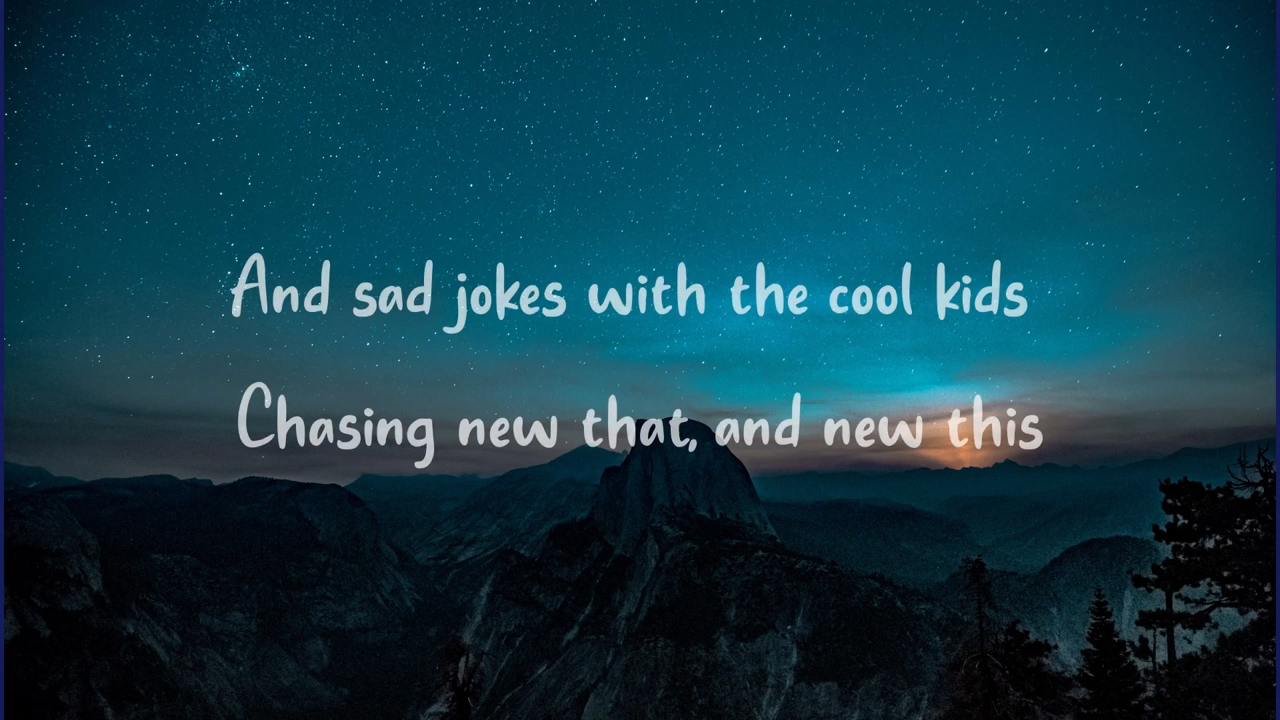 And sad jokes with the cool kids
Chasing new that, and new this